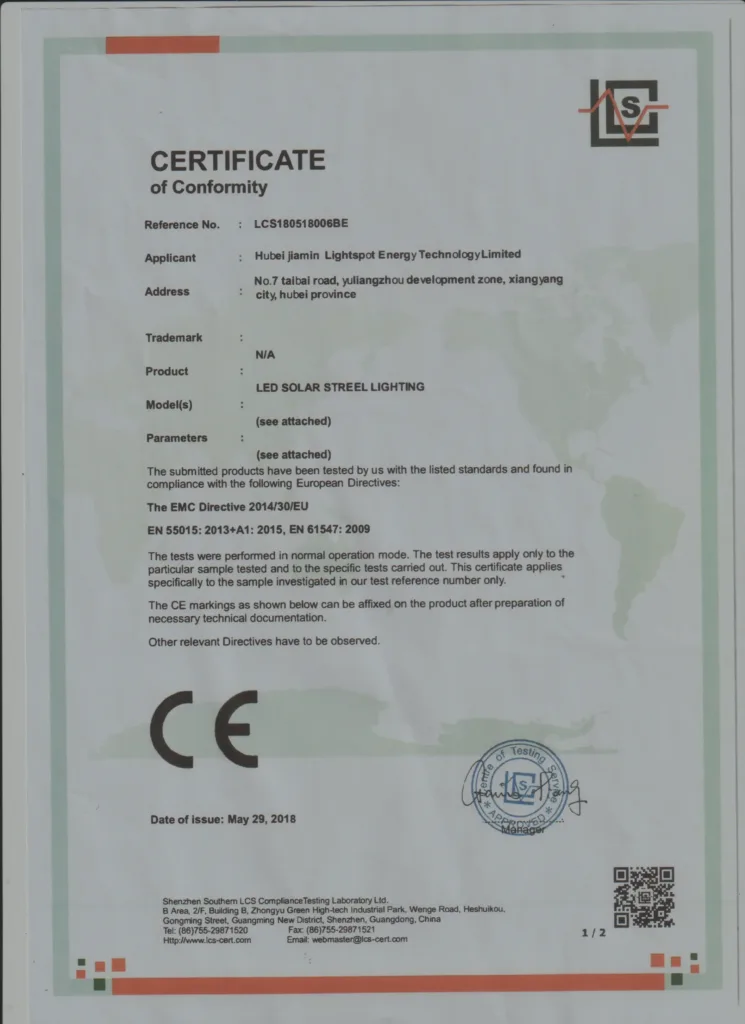 LCS
CERTIFICATE
of Conformity
Reference No. : LCS180518006BE
Applicant : Hubei jiamin Lightspot Energy Technology Limited
Address : No.7 taibai road, yuliangzhou development zone, xiangyang
city, hubei province
Trademark :
N/A
Product :
LED SOLAR STREEL LIGHTING
Model(s) :
(see attached)
Parameters :
(see attached)
The submitted products have been tested by us with the listed standards and found in
compliance with the following European Directives:
The EMC Directive 2014/30/EU
EN 55015: 2013+A1: 2015, EN 61547: 2009
The tests were performed in normal operation mode. The test results apply only to the
particular sample tested and to the specific tests carried out. This certificate applies
specifically to the sample investigated in our test reference number only.
The CE markings as shown below can be affixed on the product after preparation of
necessary technical documentation.
Other relevant Directives have to be observed.
CE
Centre of Testing Service
LCS
* APPROVED *
Manager
Date of issue: May 29, 2018
Shenzhen Southern LCS ComplianceTesting Laboratory Ltd.
B Area, 2/F, Building B, Zhongyu Green High-tech Industrial Park, Wenge Road, Heshuikou,
Gongming Street, Guangming New District, Shenzhen, Guangdong, China
Tel: (86)755-29871520 Fax: (86)755-29871521
Http://www.lcs-cert.com Email: webmaster@lcs-cert.com
1 / 2